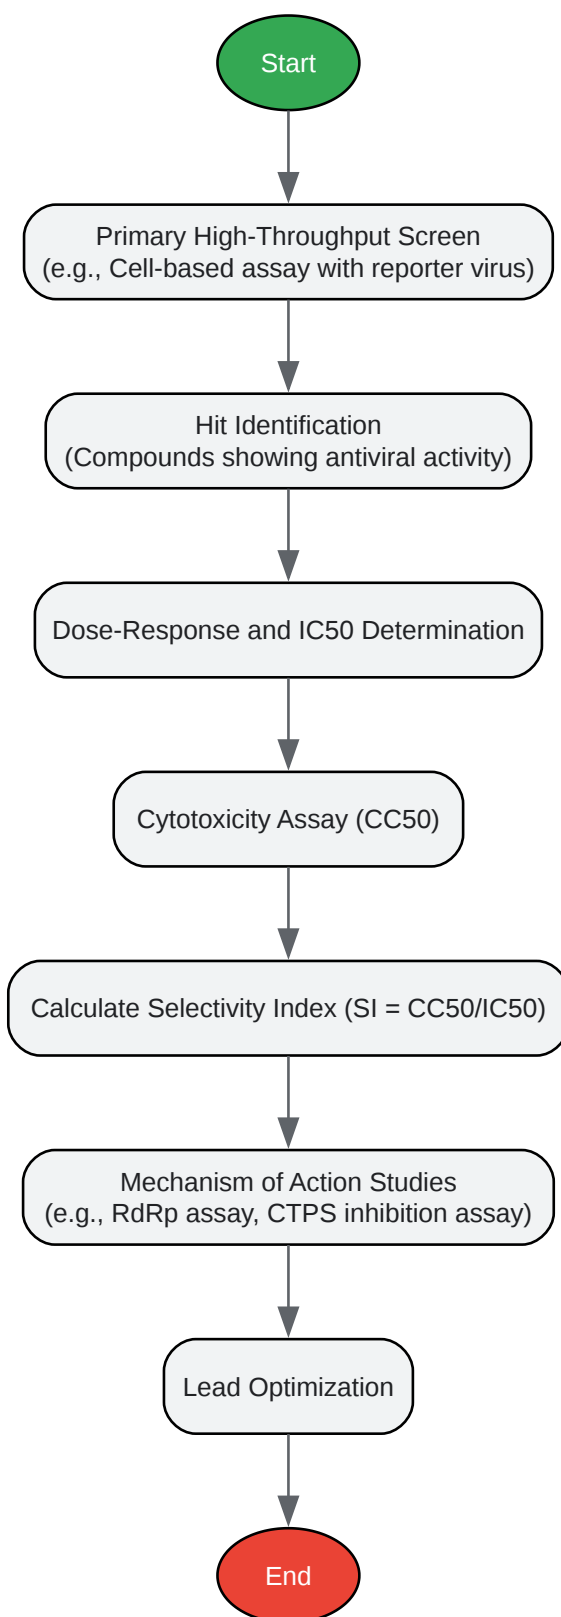 Start
Primary High-Throughput Screen
(e.g., Cell-based assay with reporter virus)
Hit Identification
(Compounds showing antiviral activity)
Dose-Response and IC50 Determination
Cytotoxicity Assay (CC50)
Calculate Selectivity Index (SI = CC50/IC50)
Mechanism of Action Studies
(e.g., RdRp assay, CTPS inhibition assay)
Lead Optimization
End